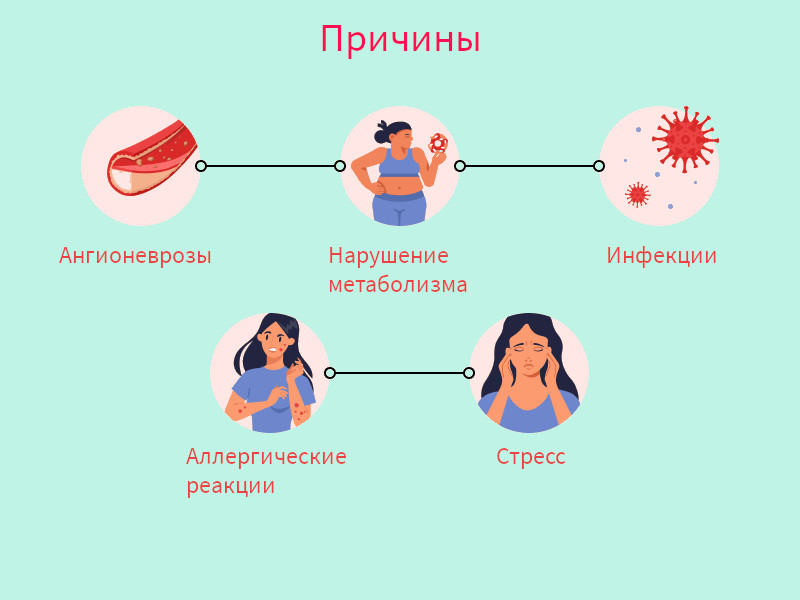 Причины
Ангионеврозы
Нарушение
метаболизма
Инфекции
Аллергические
реакции
Стресс